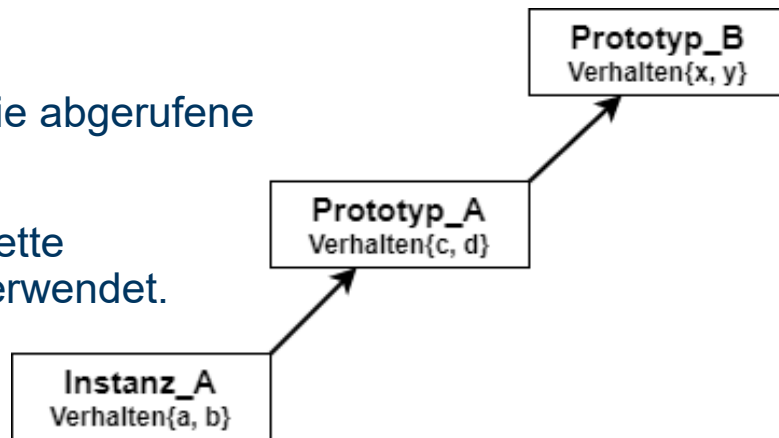 Prototyp_B
Verhalten{x, y}
ie abgerufene
Prototyp_A
Verhalten{c, d}
ette
erwendet.
Instanz_A
Verhalten{a, b}